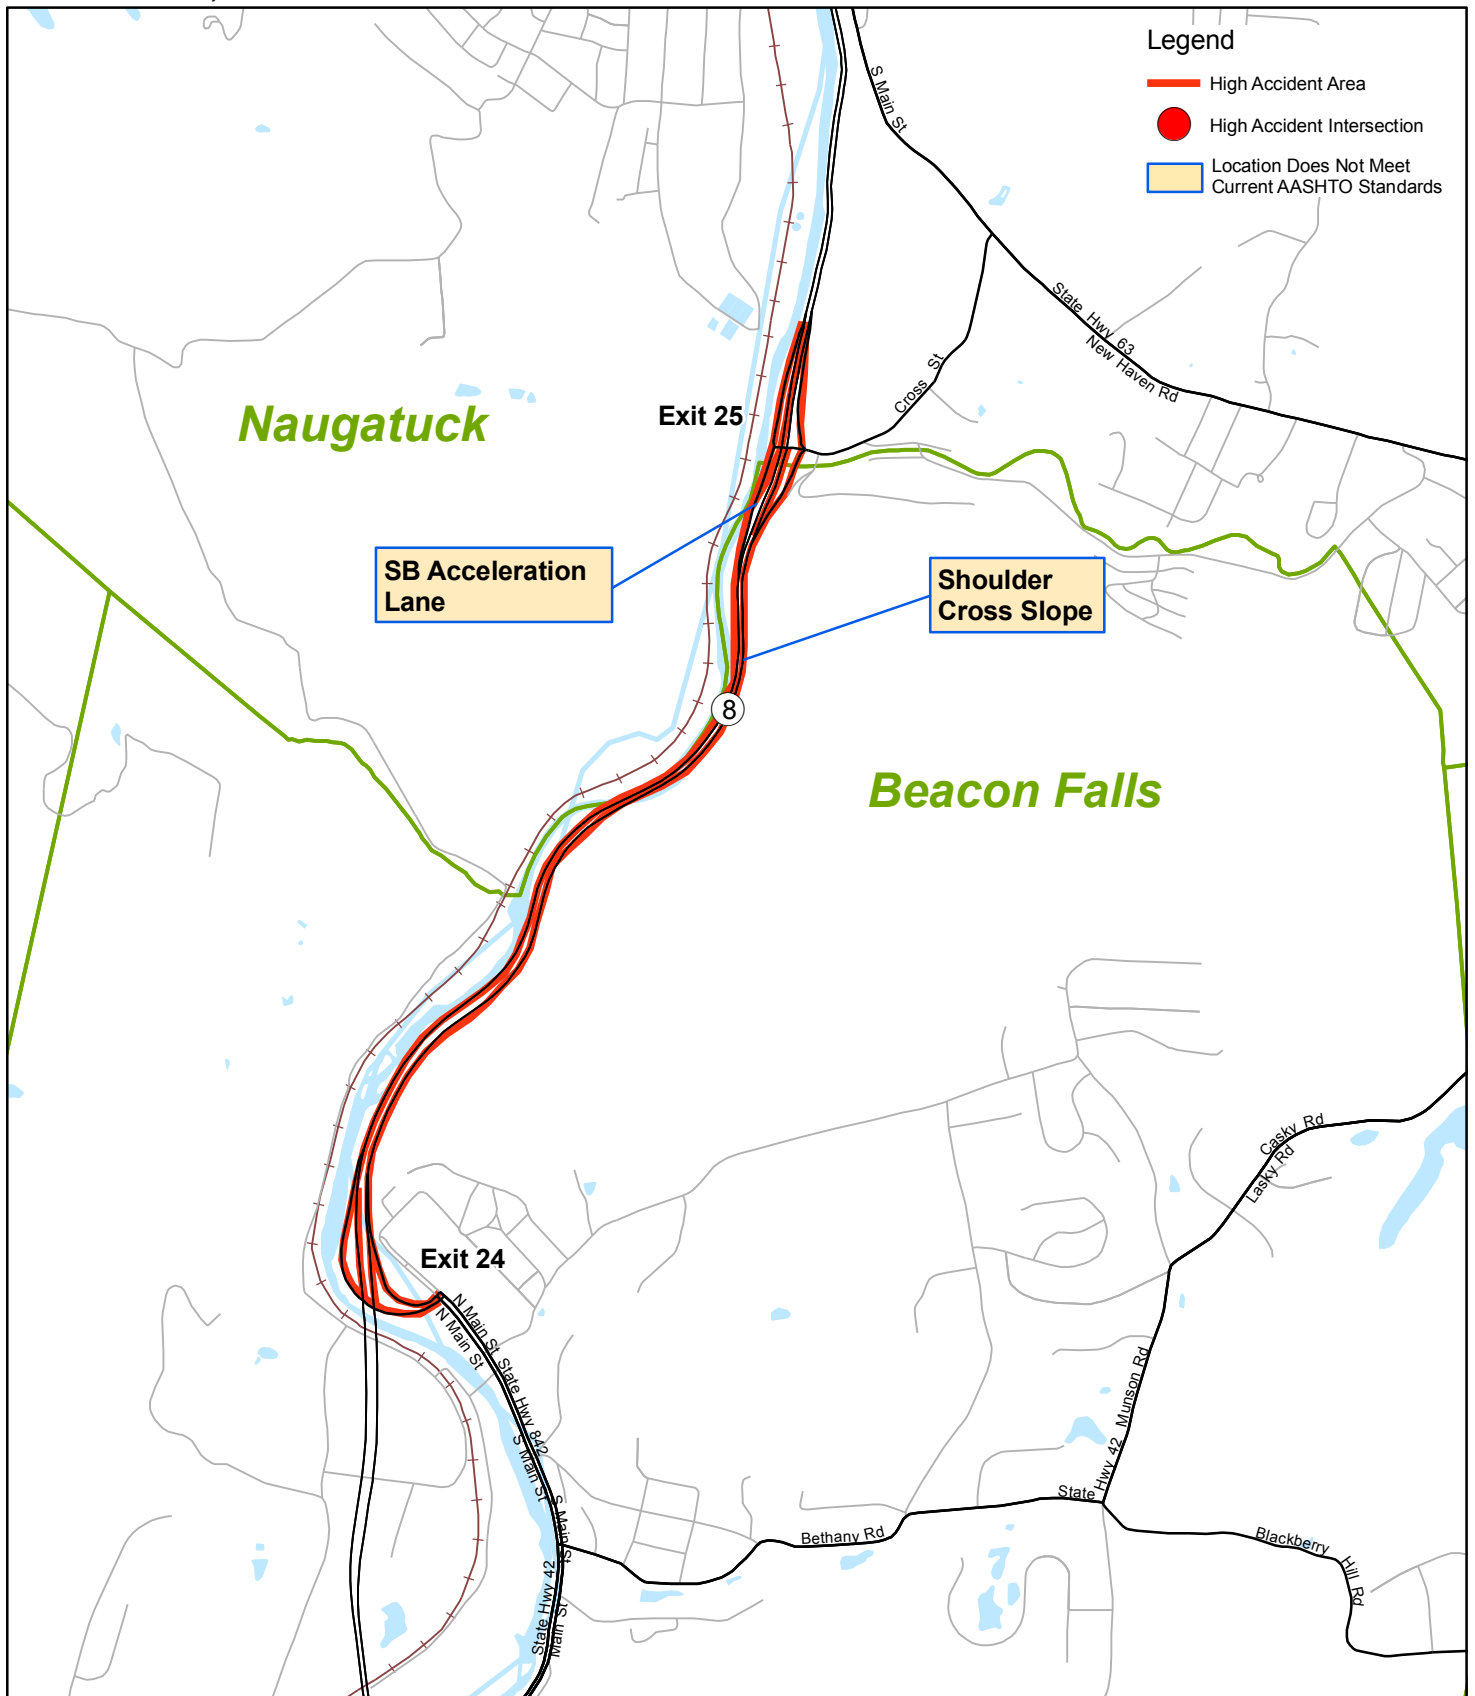 Legend
High Accident Area
High Accident Intersection
Location Does Not Meet
Current AASHTO Standards
S Main St
State Hwy 63
New Haven Rd
Cross St
Exit 25
Naugatuck
SB Acceleration
Lane
Shoulder
Cross Slope
8
Beacon Falls
Casky Rd
Lasky Rd
Exit 24
N Main St
N Main St
State Hwy 842
S Main St
S Main St
State Hwy 42
Main St
Bethany Rd
State Hwy 42
Munson Rd
Blackberry Hill Rd